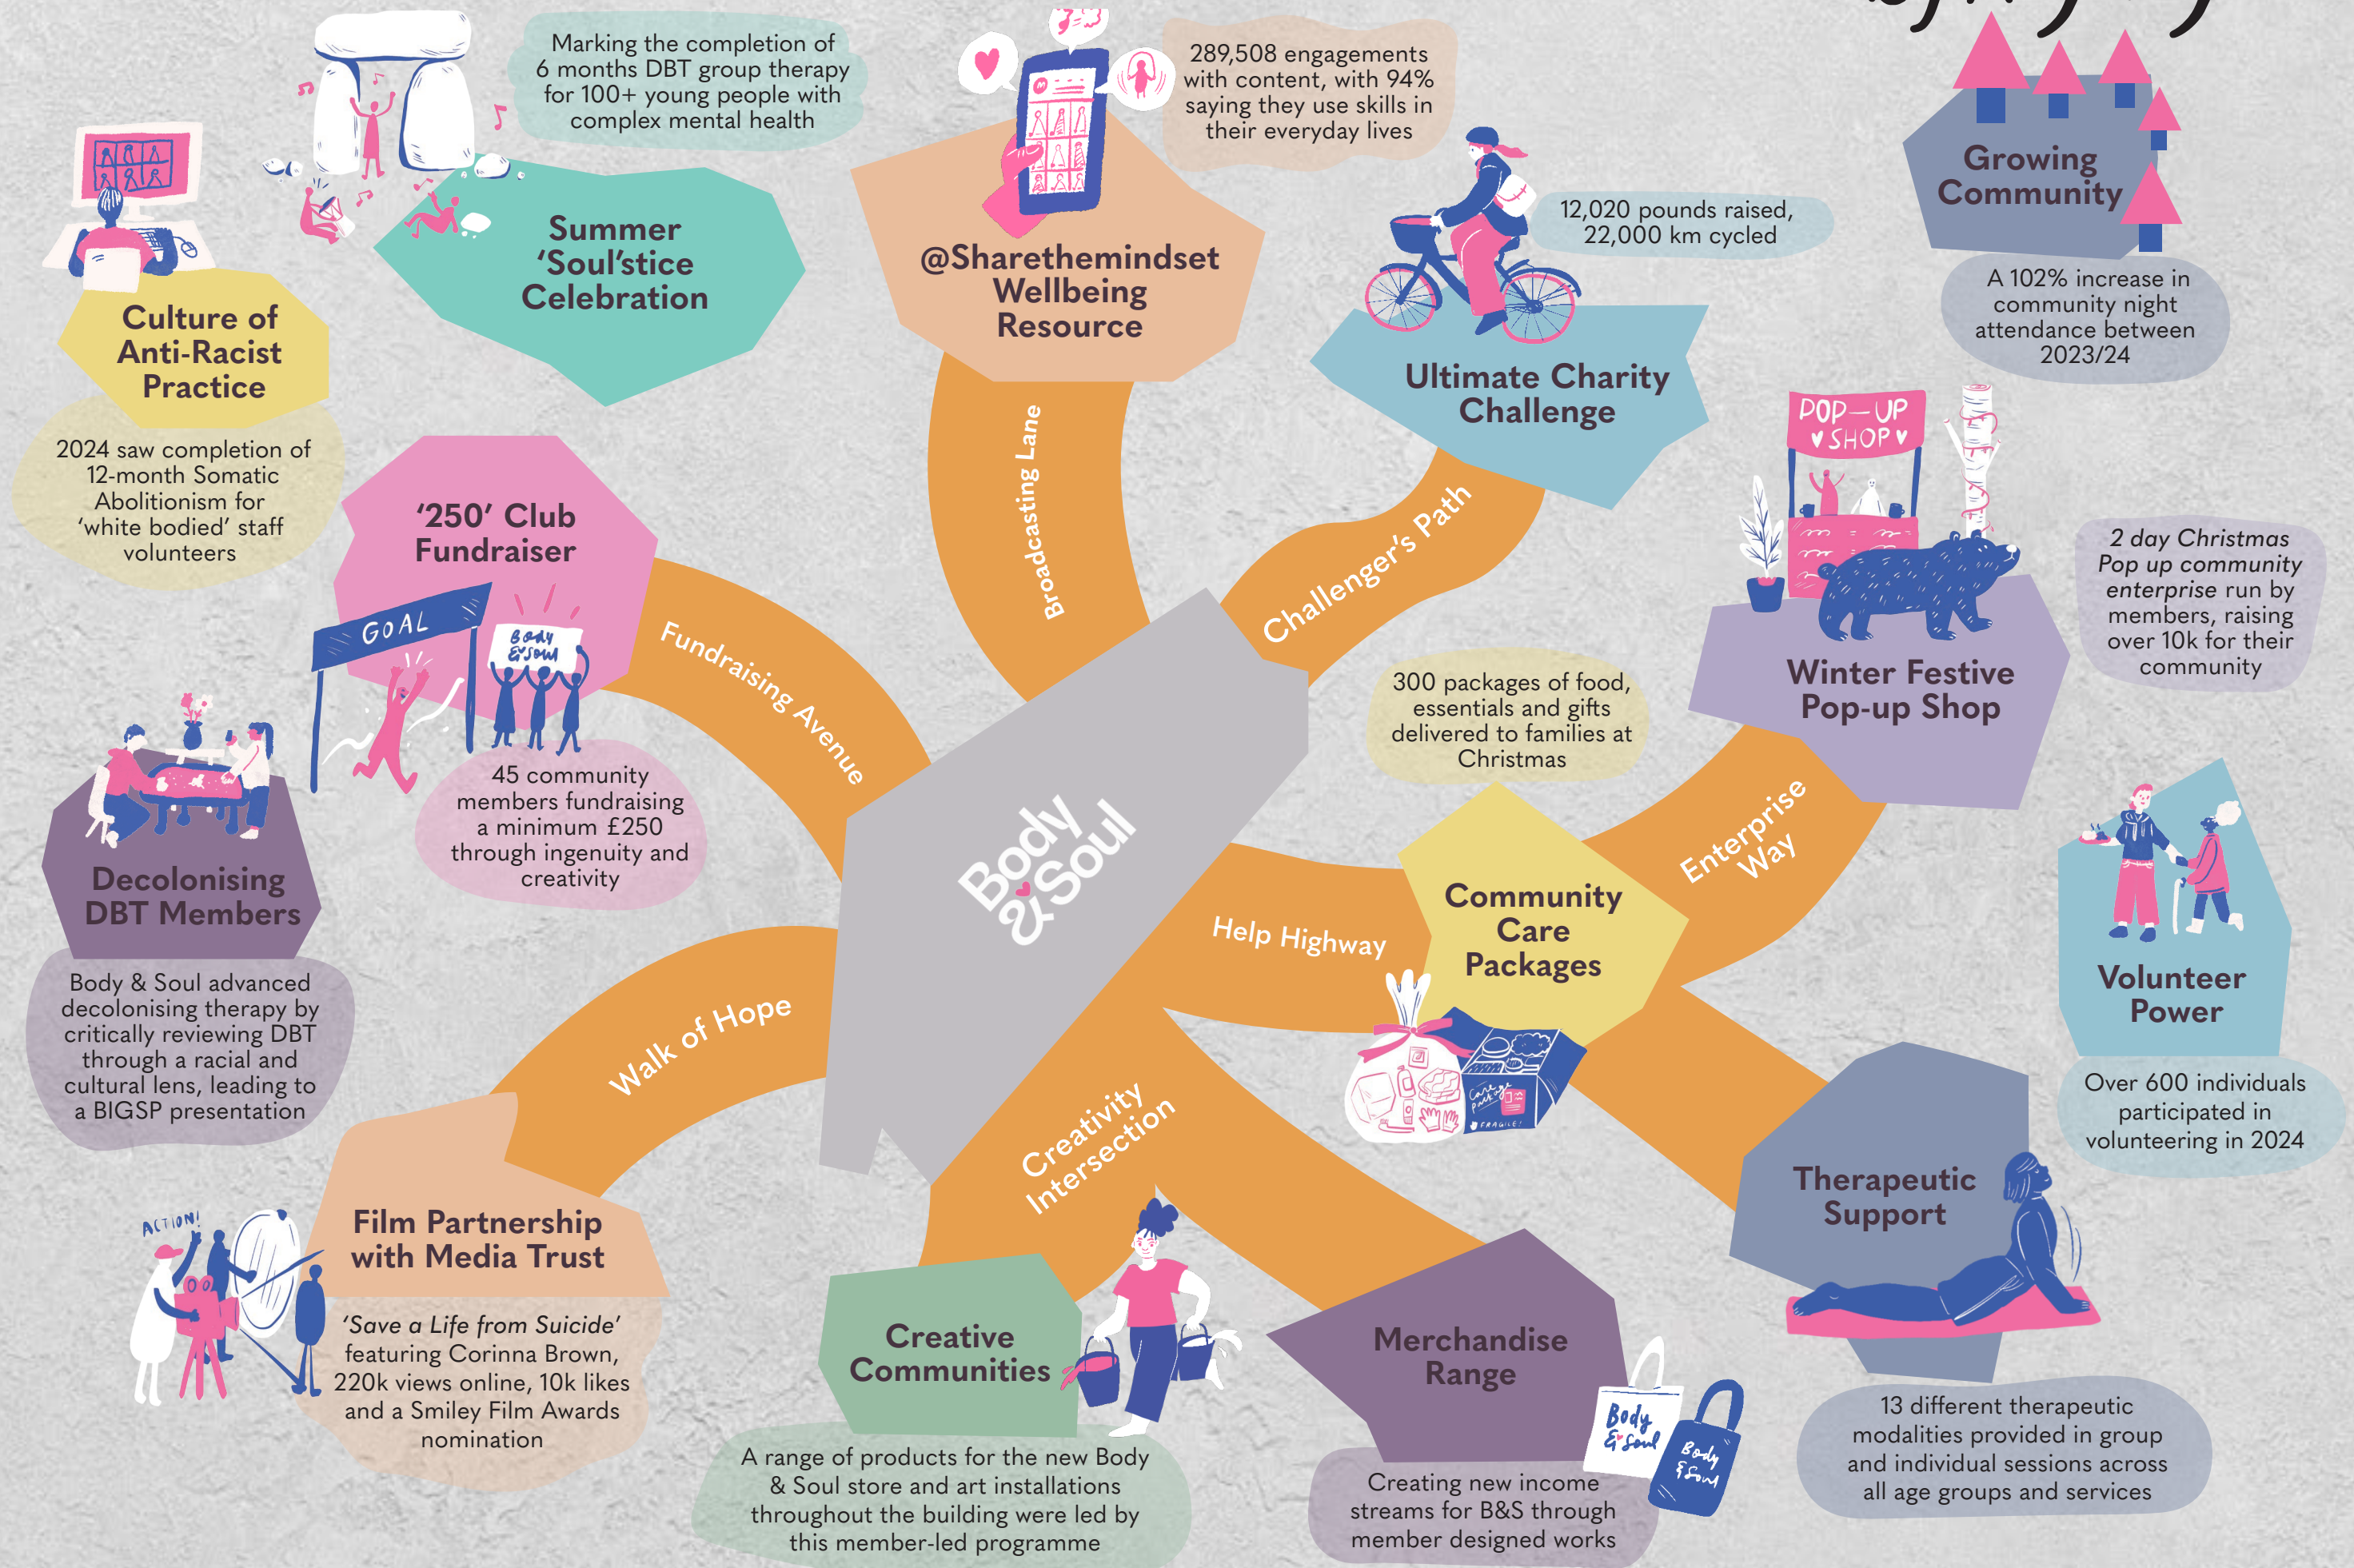 Marking the completion of
6 months DBT group therapy
for 100+ young people with
complex mental health
Summer
‘Soul’stice
Celebration
289,508 engagements
with content, with 94%
saying they use skills in
their everyday lives
@Sharethemindset
Wellbeing
Resource
12,020 pounds raised,
22,000 km cycled
Ultimate Charity
Challenge
Growing
Community
A 102% increase in
community night
attendance between
2023/24
Culture of
Anti-Racist
Practice
2024 saw completion of
12-month Somatic
Abolitionism for
‘white bodied’ staff
volunteers
‘250’ Club
Fundraiser
GOAL
Body
& Soul
45 community
members fundraising
a minimum £250
through ingenuity and
creativity
Fundraising Avenue
Broadcasting Lane
Challenger's Path
POP-UP
SHOP
Winter Festive
Pop-up Shop
2 day Christmas
Pop up community
enterprise run by
members, raising
over 10k for their
community
300 packages of food,
essentials and gifts
delivered to families at
Christmas
Community
Care
Packages
Care
Package
FRAGILE!
Enterprise
Way
Help Highway
Body
& Soul
Decolonising
DBT Members
Body & Soul advanced
decolonising therapy by
critically reviewing DBT
through a racial and
cultural lens, leading to
a BIGSP presentation
Walk of Hope
Volunteer
Power
Over 600 individuals
participated in
volunteering in 2024
Therapeutic
Support
13 different therapeutic
modalities provided in group
and individual sessions across
all age groups and services
ACTION!
Film Partnership
with Media Trust
‘Save a Life from Suicide’
featuring Corinna Brown,
220k views online, 10k likes
and a Smiley Film Awards
nomination
Creativity
Intersection
Creative
Communities
A range of products for the new Body
& Soul store and art installations
throughout the building were led by
this member-led programme
Merchandise
Range
Body
& Soul
Body
& Soul
Creating new income
streams for B&S through
member designed works